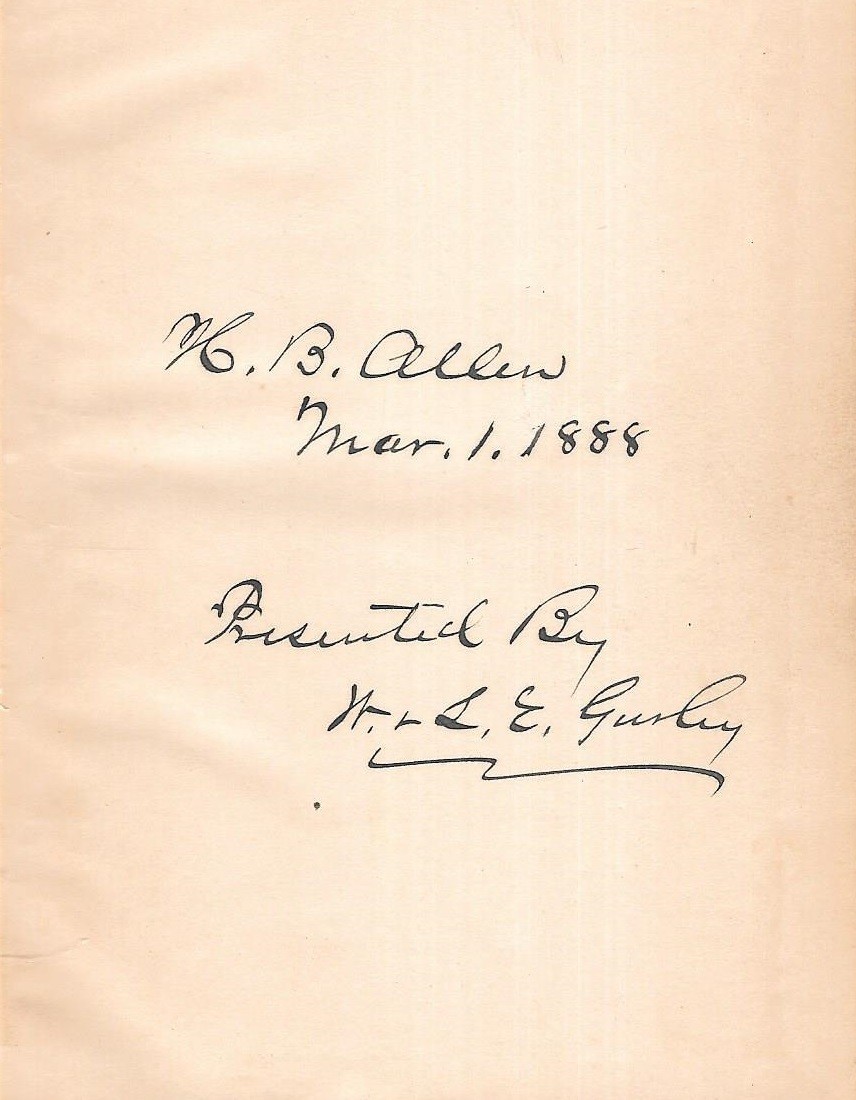 H. B. Allen
Mar. 1. 1888
Presented By
W. & L. E. Gurley